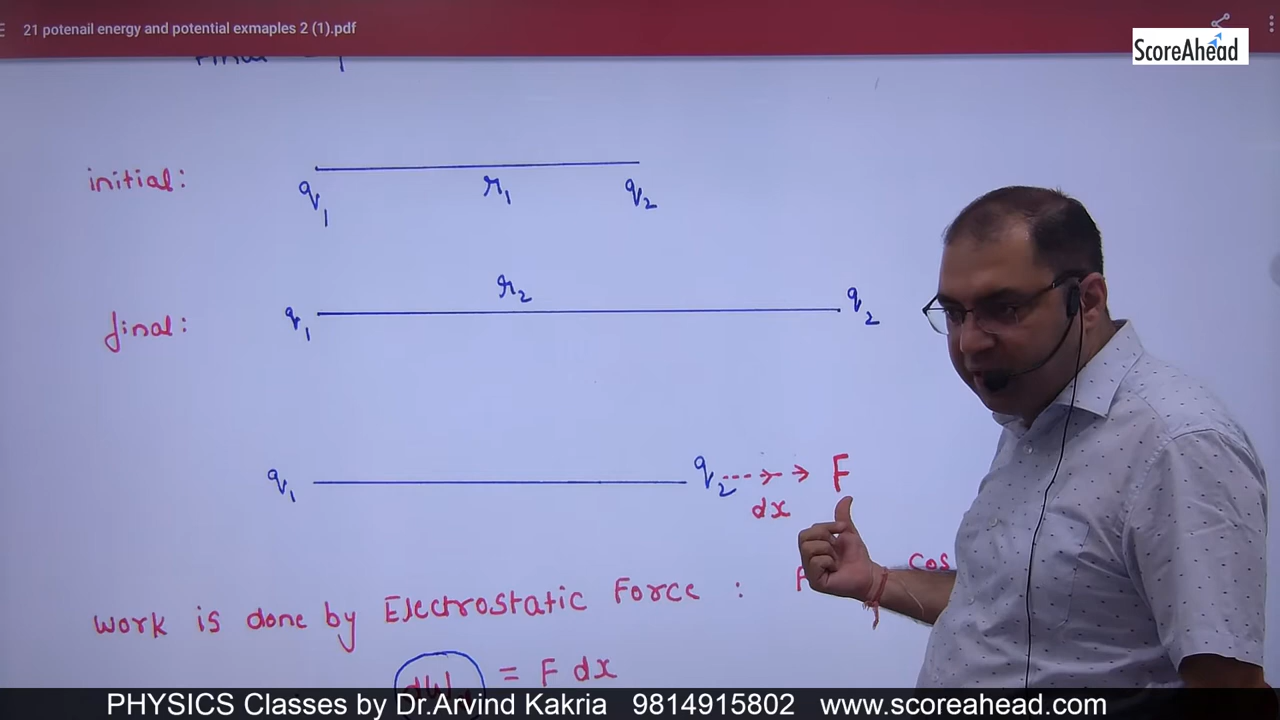 21 potenail energy and potential exmaples 2 (1).pdf
ScoreAhead
initial:
q1 r1 q2
final:
q1 r2 q2
q1 q2 F
dx
cos
Work is done by Electrostatic Force :
= F dx
PHYSICS Classes by Dr.Arvind Kakria 9814915802 www.scoreahead.com